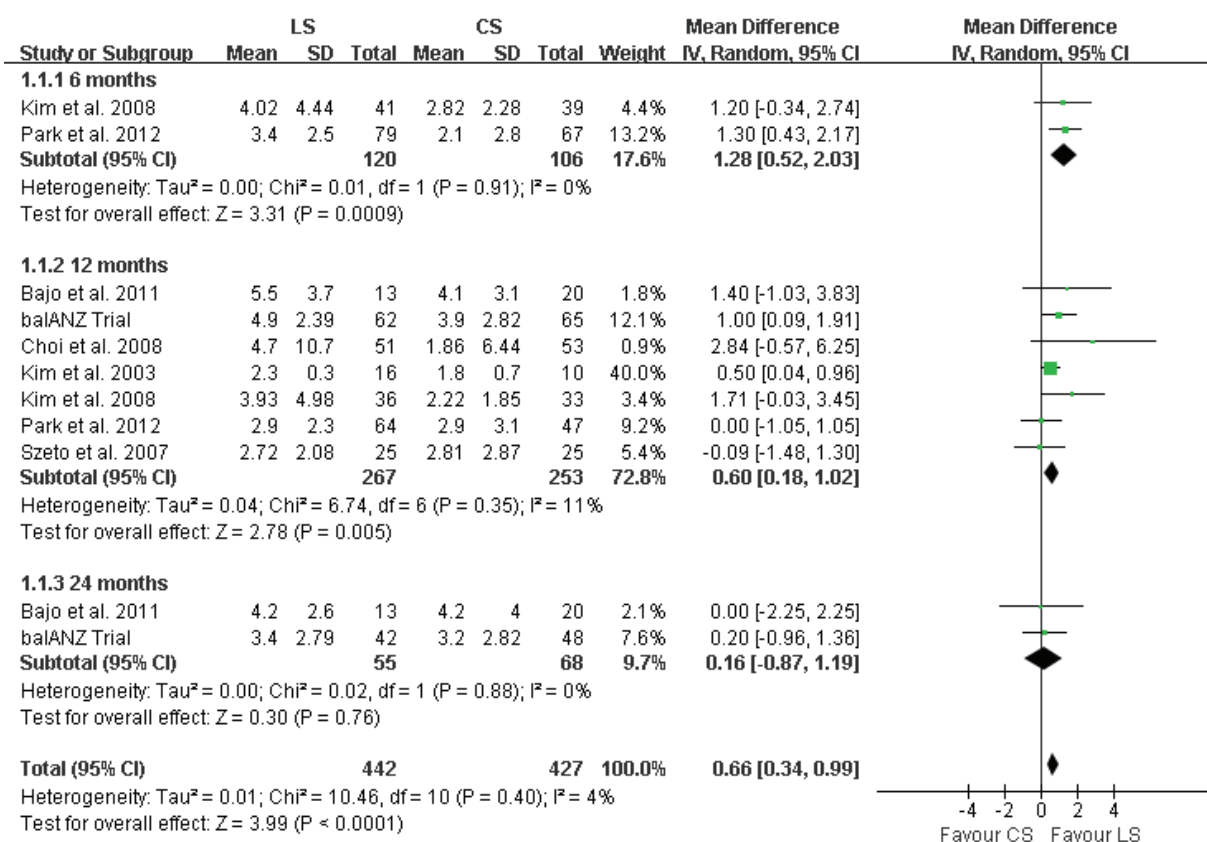 LS CS Mean Difference Mean Difference
Study or Subgroup Mean SD Total Mean SD Total Weight IV, Random, 95% CI IV, Random, 95% CI
1.1.1 6 months
Kim et al. 2008 4.02 4.44 41 2.82 2.28 39 4.4% 1.20 [-0.34, 2.74]
Park et al. 2012 3.4 2.5 79 2.1 2.8 67 13.2% 1.30 [0.43, 2.17]
Subtotal (95% CI) 120 106 17.6% 1.28 [0.52, 2.03]
Heterogeneity: Tau² = 0.00; Chi² = 0.01, df = 1 (P = 0.91); I² = 0%
Test for overall effect: Z = 3.31 (P = 0.0009)
1.1.2 12 months
Bajo et al. 2011 5.5 3.7 13 4.1 3.1 20 1.8% 1.40 [-1.03, 3.83]
balANZ Trial 4.9 2.39 62 3.9 2.82 65 12.1% 1.00 [0.09, 1.91]
Choi et al. 2008 4.7 10.7 51 1.86 6.44 53 0.9% 2.84 [-0.57, 6.25]
Kim et al. 2003 2.3 0.3 16 1.8 0.7 10 40.0% 0.50 [0.04, 0.96]
Kim et al. 2008 3.93 4.98 36 2.22 1.85 33 3.4% 1.71 [-0.03, 3.45]
Park et al. 2012 2.9 2.3 64 2.9 3.1 47 9.2% 0.00 [-1.05, 1.05]
Szeto et al. 2007 2.72 2.08 25 2.81 2.87 25 5.4% -0.09 [-1.48, 1.30]
Subtotal (95% CI) 267 253 72.8% 0.60 [0.18, 1.02]
Heterogeneity: Tau² = 0.04; Chi² = 6.74, df = 6 (P = 0.35); I² = 11%
Test for overall effect: Z = 2.78 (P = 0.005)
1.1.3 24 months
Bajo et al. 2011 4.2 2.6 13 4.2 4 20 2.1% 0.00 [-2.25, 2.25]
balANZ Trial 3.4 2.79 42 3.2 2.82 48 7.6% 0.20 [-0.96, 1.36]
Subtotal (95% CI) 55 68 9.7% 0.16 [-0.87, 1.19]
Heterogeneity: Tau² = 0.00; Chi² = 0.02, df = 1 (P = 0.88); I² = 0%
Test for overall effect: Z = 0.30 (P = 0.76)
Total (95% CI) 442 427 100.0% 0.66 [0.34, 0.99]
Heterogeneity: Tau² = 0.01; Chi² = 10.46, df = 10 (P = 0.40); I² = 4%
Test for overall effect: Z = 3.99 (P < 0.0001)
-4 -2 0 2 4
Favour CS Favour LS